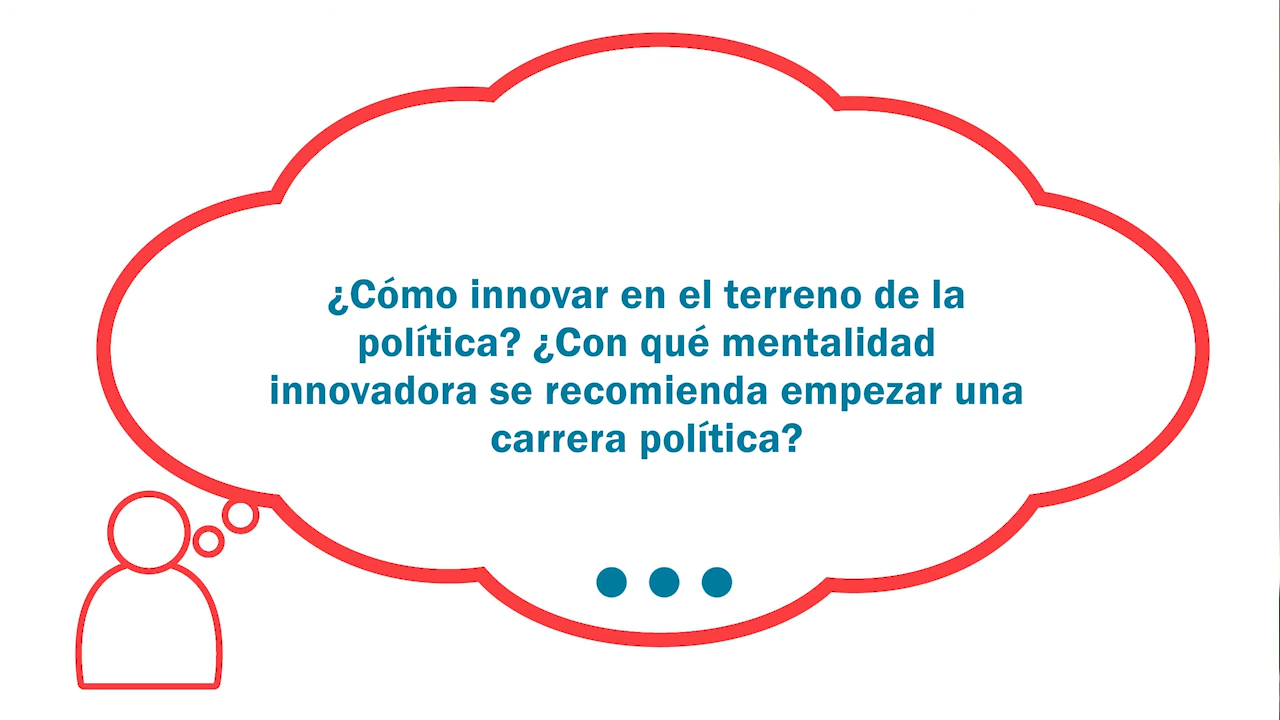 ¿Cómo innovar en el terreno de la
política? ¿Con qué mentalidad
innovadora se recomienda empezar una
carrera política?